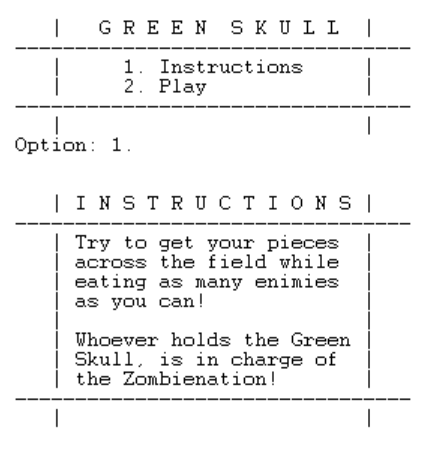 G R E E N S K U L L
1. Instructions
2. Play
Option: 1.
I N S T R U C T I O N S
Try to get your pieces
across the field while
eating as many enimies
as you can!
Whoever holds the Green
Skull, is in charge of
the Zombienation!